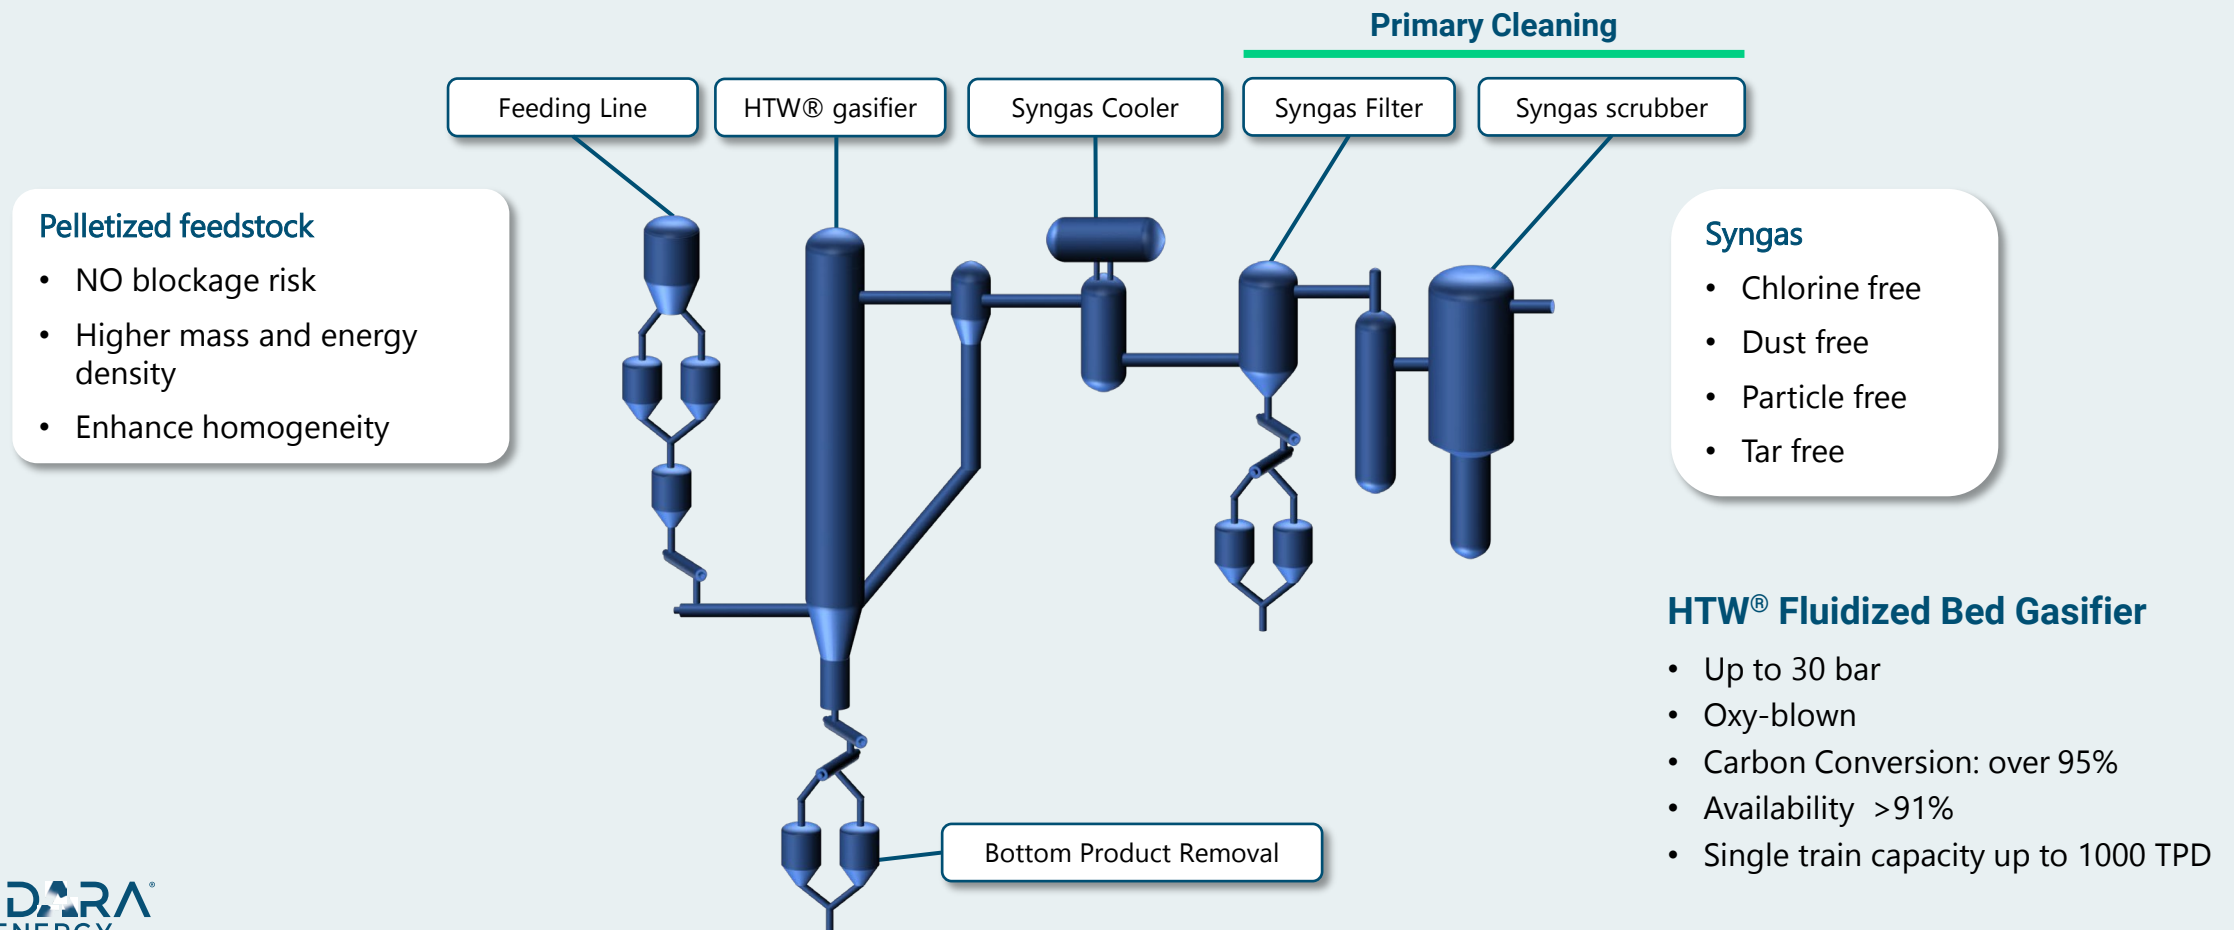 Primary Cleaning
Feeding Line
HTW® gasifier
Syngas Cooler
Syngas Filter
Syngas scrubber
Pelletized feedstock
• NO blockage risk
• Higher mass and energy
density
• Enhance homogeneity
Syngas
• Chlorine free
• Dust free
• Particle free
• Tar free
HTW® Fluidized Bed Gasifier
• Up to 30 bar
• Oxy-blown
• Carbon Conversion: over 95%
• Availability >91%
• Single train capacity up to 1000 TPD
Bottom Product Removal
DARA®
ENERGY